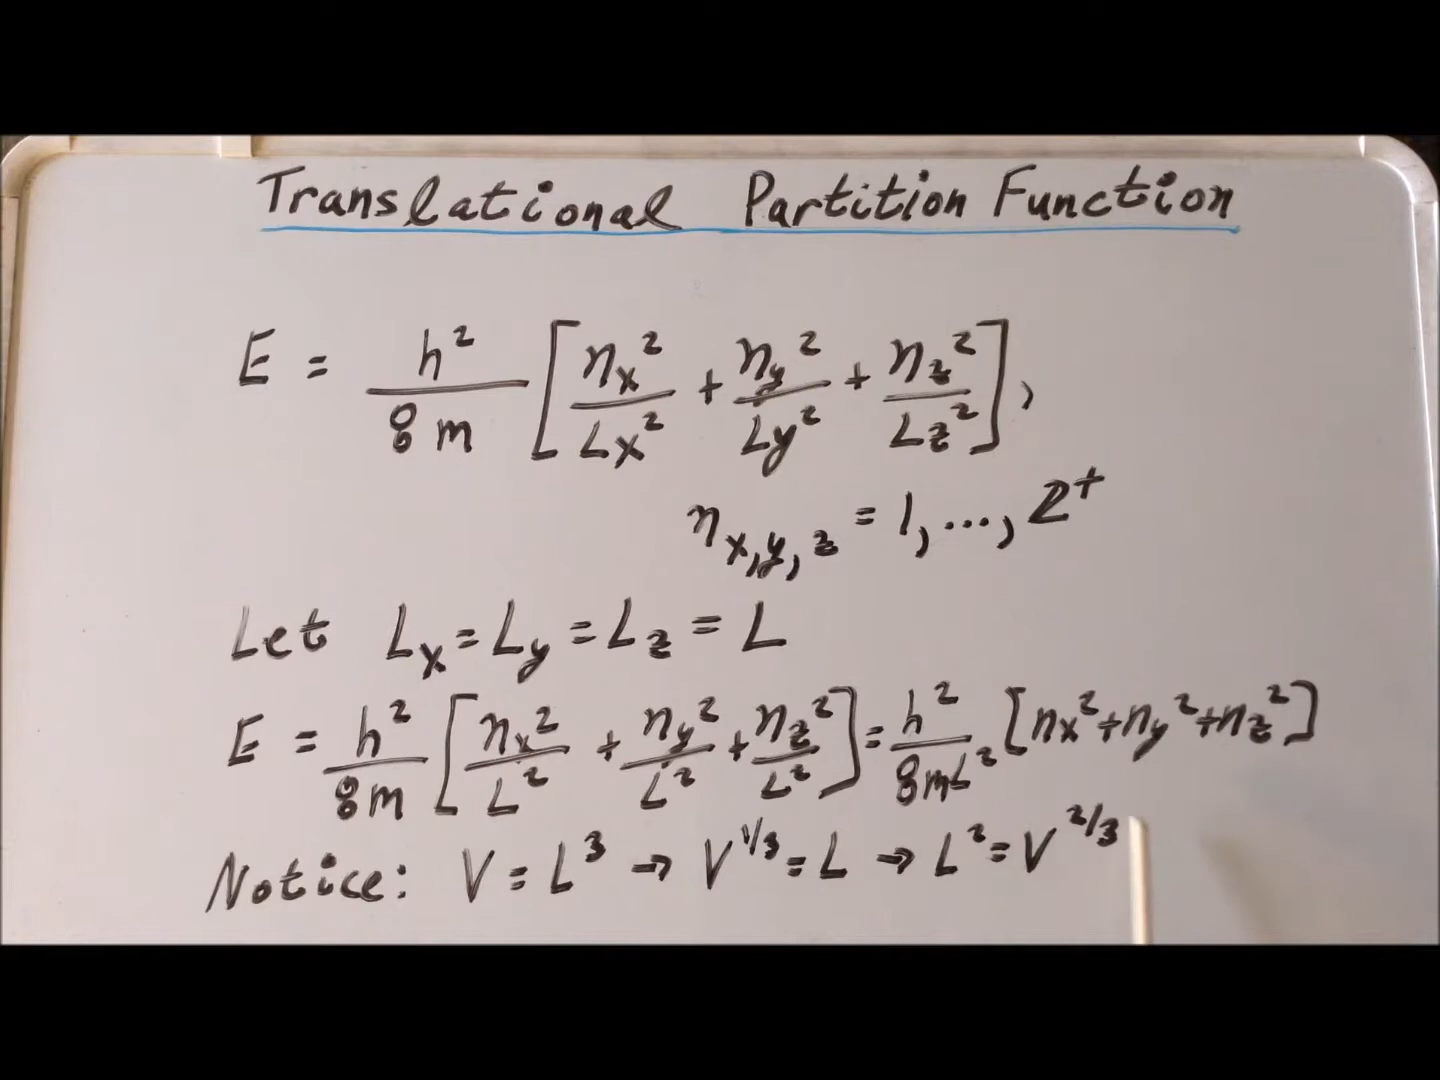 Translational Partition Function
E = h²/8m [nx²/Lx² + ny²/Ly² + nz²/Lz²],
n x,y,z = 1, ..., Z⁺
Let Lx = Ly = Lz = L
E = h²/8m [nx²/L² + ny²/L² + nz²/L²] = h²/8mL² [nx² + ny² + nz²]
Notice: V = L³ → V^1/3 = L → L² = V^2/3